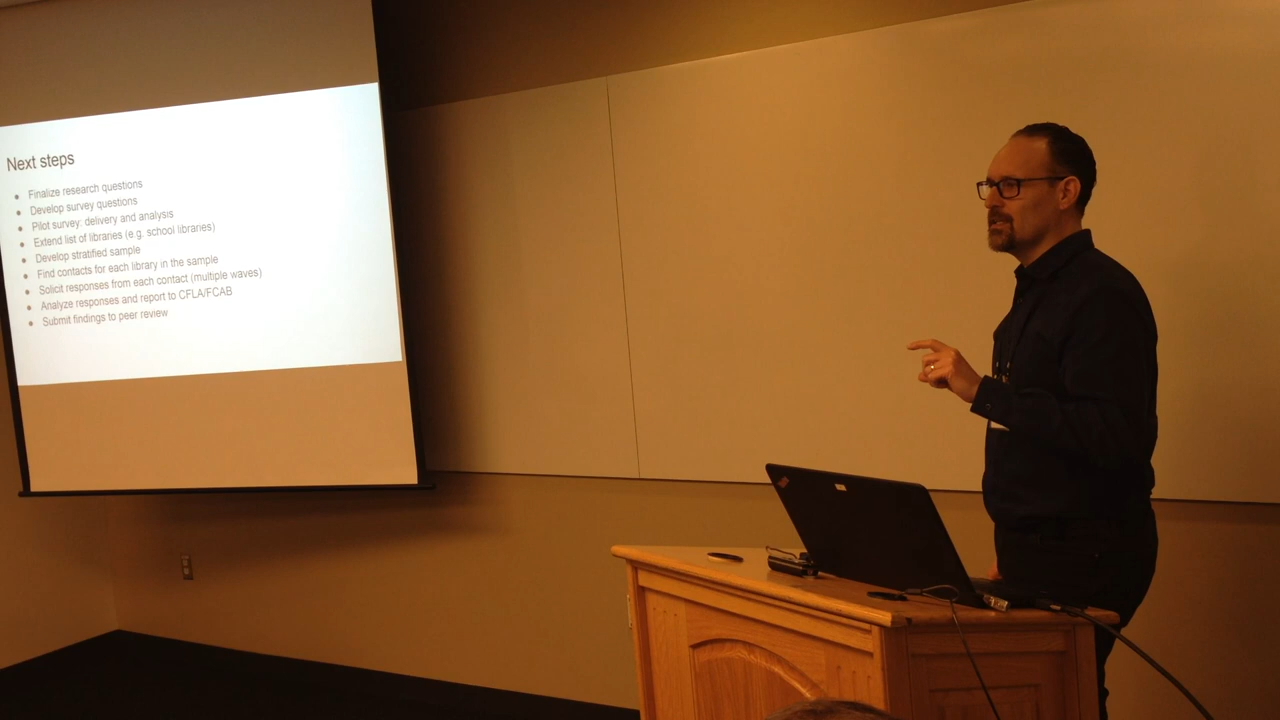 Next steps
• Finalize research questions
• Develop survey questions
• Pilot survey: delivery and analysis
• Extend list of libraries (e.g. school libraries)
• Develop stratified sample
• Find contacts for each library in the sample
• Solicit responses from each contact (multiple waves)
• Analyze responses and report to CFLA/FCAB
• Submit findings to peer review